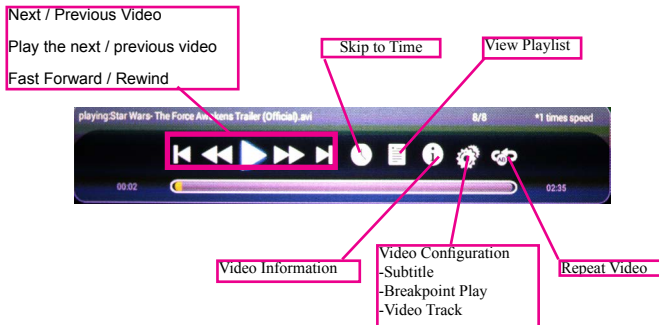 Next / Previous Video
Play the next / previous video
Fast Forward / Rewind
Skip to Time
View Playlist
playing:Star Wars- The Force Awakens Trailer (Official).avi
8/8
*1 times speed
AB
00:02
02:35
Video Information
Video Configuration
-Subtitle
-Breakpoint Play
-Video Track
Repeat Video